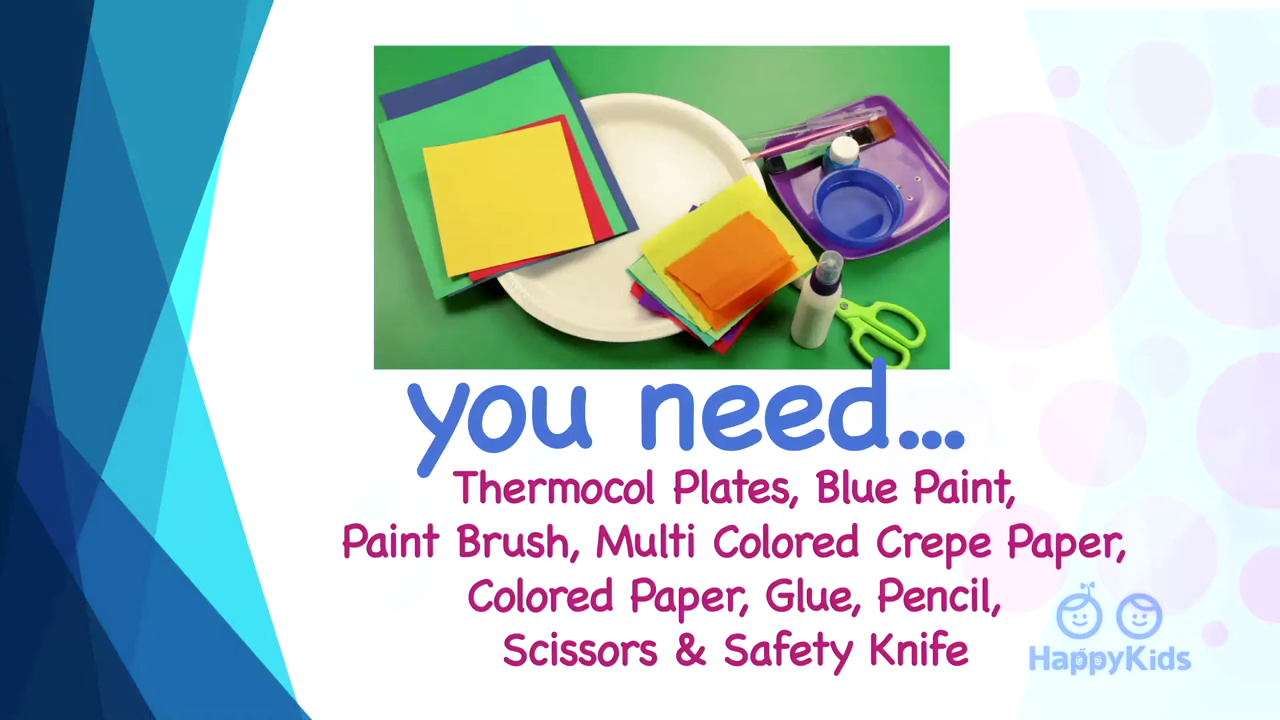 you need...
Thermocol Plates, Blue Paint,
Paint Brush, Multi Colored Crepe Paper,
Colored Paper, Glue, Pencil,
Scissors & Safety Knife
HappyKids